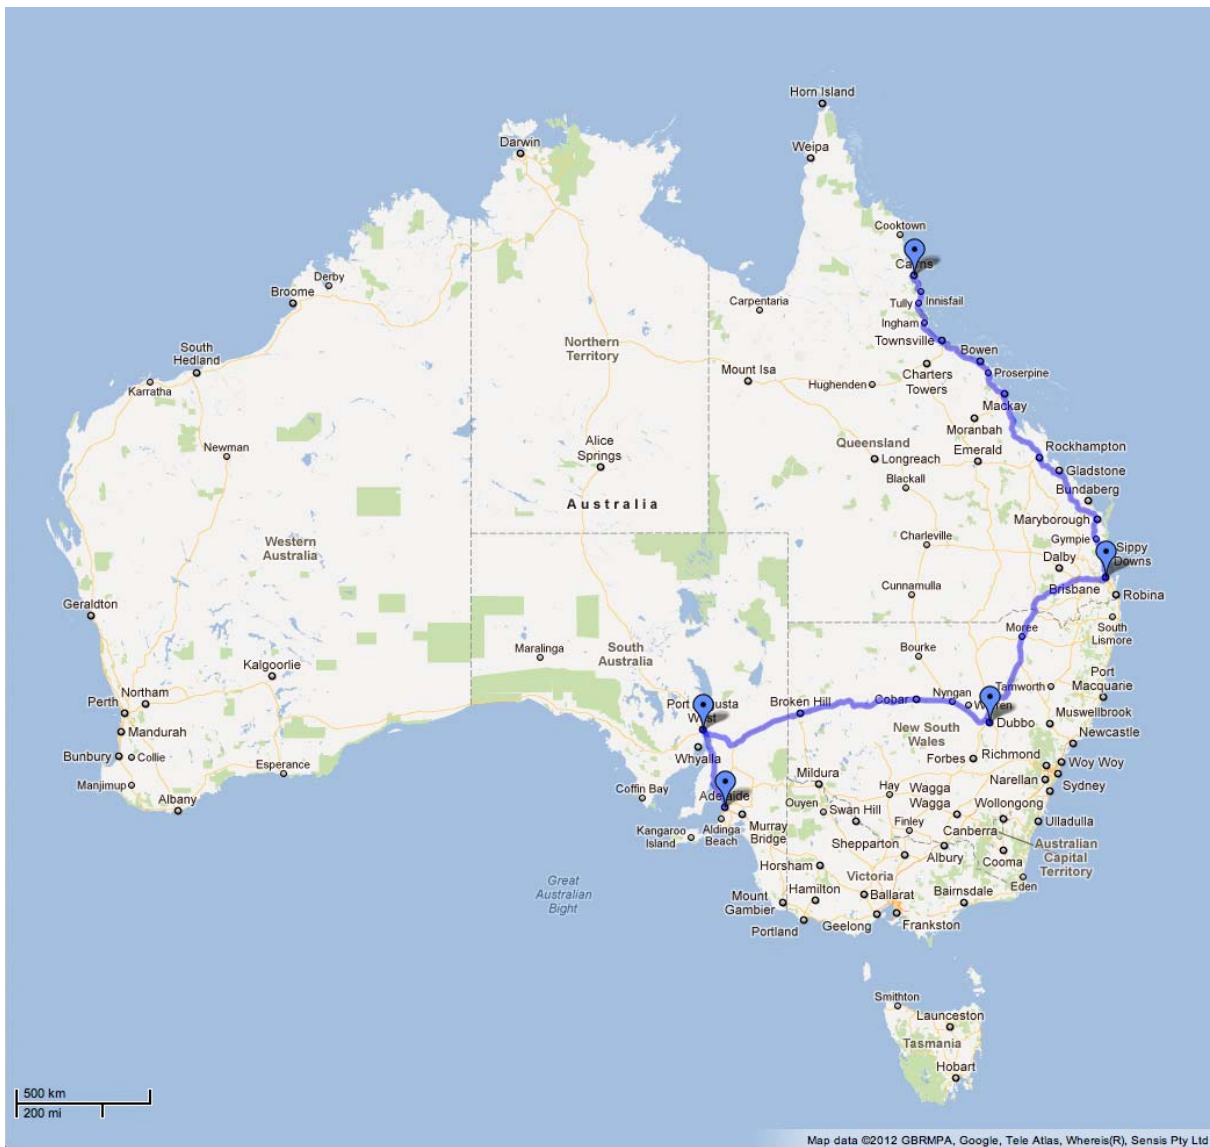 Horn Island
Darwin
Weipa
Cooktown
Cairns
Derby
Broome
Carpentaria
Tully
Innisfail
Ingham
Northern
Territory
Townsville
South
Hedland
Bowen
Karratha
Mount Isa
Charters
Towers
Proserpine
Hughenden
Mackay
Moranbah
Newman
Alice
Springs
Queensland
Longreach
Emerald
Rockhampton
Gladstone
Blackall
Bundaberg
Australia
Maryborough
Western
Australia
Charleville
Gympie
Sippy
Downs
Dalby
Cunnamulla
Brisbane
Robina
Geraldton
South
Lismore
Moree
Maralinga
South
Australia
Bourke
Kalgoorlie
Port
Macquarie
Tamworth
Northam
Perth
Port Augusta
West
Broken Hill
Cobar
Nyngan
Warren
Muswellbrook
Dubbo
Mandurah
New South
Wales
Newcastle
Bunbury
Collie
Whyalla
Forbes
Richmond
Woy Woy
Esperance
Manjimup
Mildura
Narellan
Sydney
Coffin Bay
Hay
Wagga
Wagga
Albany
Adelaide
Ouyen
Swan Hill
Wollongong
Ulladulla
Kangaroo
Island
Aldinga
Beach
Murray
Bridge
Finley
Canberra
Shepparton
Albury
Australian
Capital
Territory
Cooma
Horsham
Victoria
Eden
Great
Australian
Bight
Mount
Gambier
Hamilton
Ballarat
Bairnsdale
Portland
Geelong
Frankston
Smithton
Launceston
Tasmania
Hobart
500 km
200 mi
Map data ©2012 GBRMPA, Google, Tele Atlas, Whereis(R), Sensis Pty Ltd